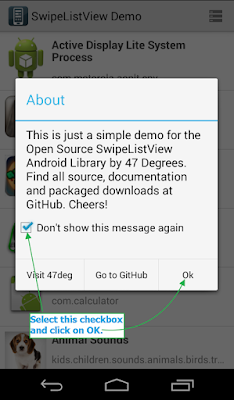 SwipeListView Demo
Active Display Lite System
Process
About
This is just a simple demo for the
Open Source SwipeListView
Android Library by 47 Degrees.
Find all source, documentation
and packaged downloads at
GitHub. Cheers!
Don't show this message again
Visit 47deg
Go to GitHub
Ok
com.calculator
Select this checkbox
and click on OK.
Animal Sounds
kids.children.sounds.animals.birds.tr...